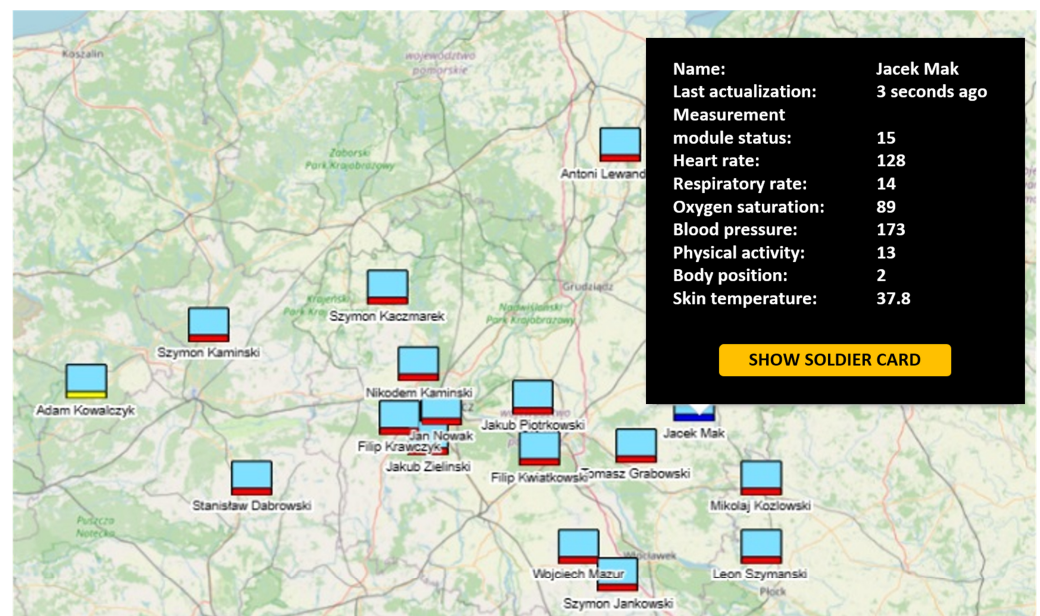 Koszalin
województwo
pomorskie
Zaborski
Park Krajobrazowy
Antoni Lewand
Name: Jacek Mak
Last actualization: 3 seconds ago
Measurement
module status: 15
Heart rate: 128
Respiratory rate: 14
Oxygen saturation: 89
Blood pressure: 173
Physical activity: 13
Body position: 2
Skin temperature: 37.8
SHOW SOLDIER CARD
Grudziądz
Krajeński
Park Kra
Szymon Kaczmarek
Nadwiślański
Park Krajobrazowy
Szymon Kaminski
Nikodem Kaminski
Adam Kowalczyk
CZ
Jan Nowak
Filip Krawczyk
Jakub Zielinski
Jakub Piotrkowski
Jacek Mak
Filip Kwiatkowski
Tomasz Grabowski
Stanisław Dabrowski
Mikolaj Kozlowski
Puszcza
Notecka
Wojciech Mazur
Włocławek
Leon Szymanski
Płock
Szymon Jankowski